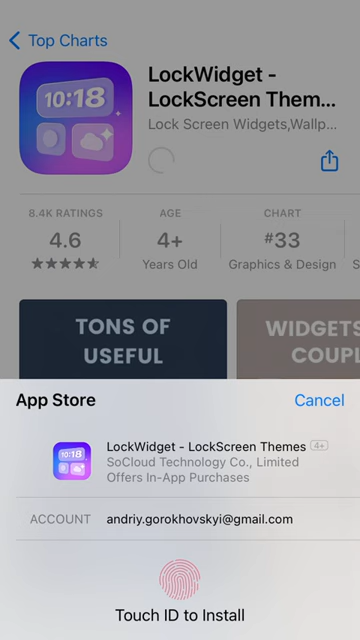 Top Charts
10:18
LockWidget -
LockScreen Them...
Lock Screen Widgets,Wallp...
8.4K RATINGS
AGE
CHART
4.6
4+
#33
Years Old
Graphics & Design
S
TONS OF
USEFUL
WIDGETS
COUPL
App Store
Cancel
10:18
LockWidget - LockScreen Themes 4+
SoCloud Technology Co., Limited
Offers In-App Purchases
ACCOUNT andriy.gorokhovskyi@gmail.com
Touch ID to Install